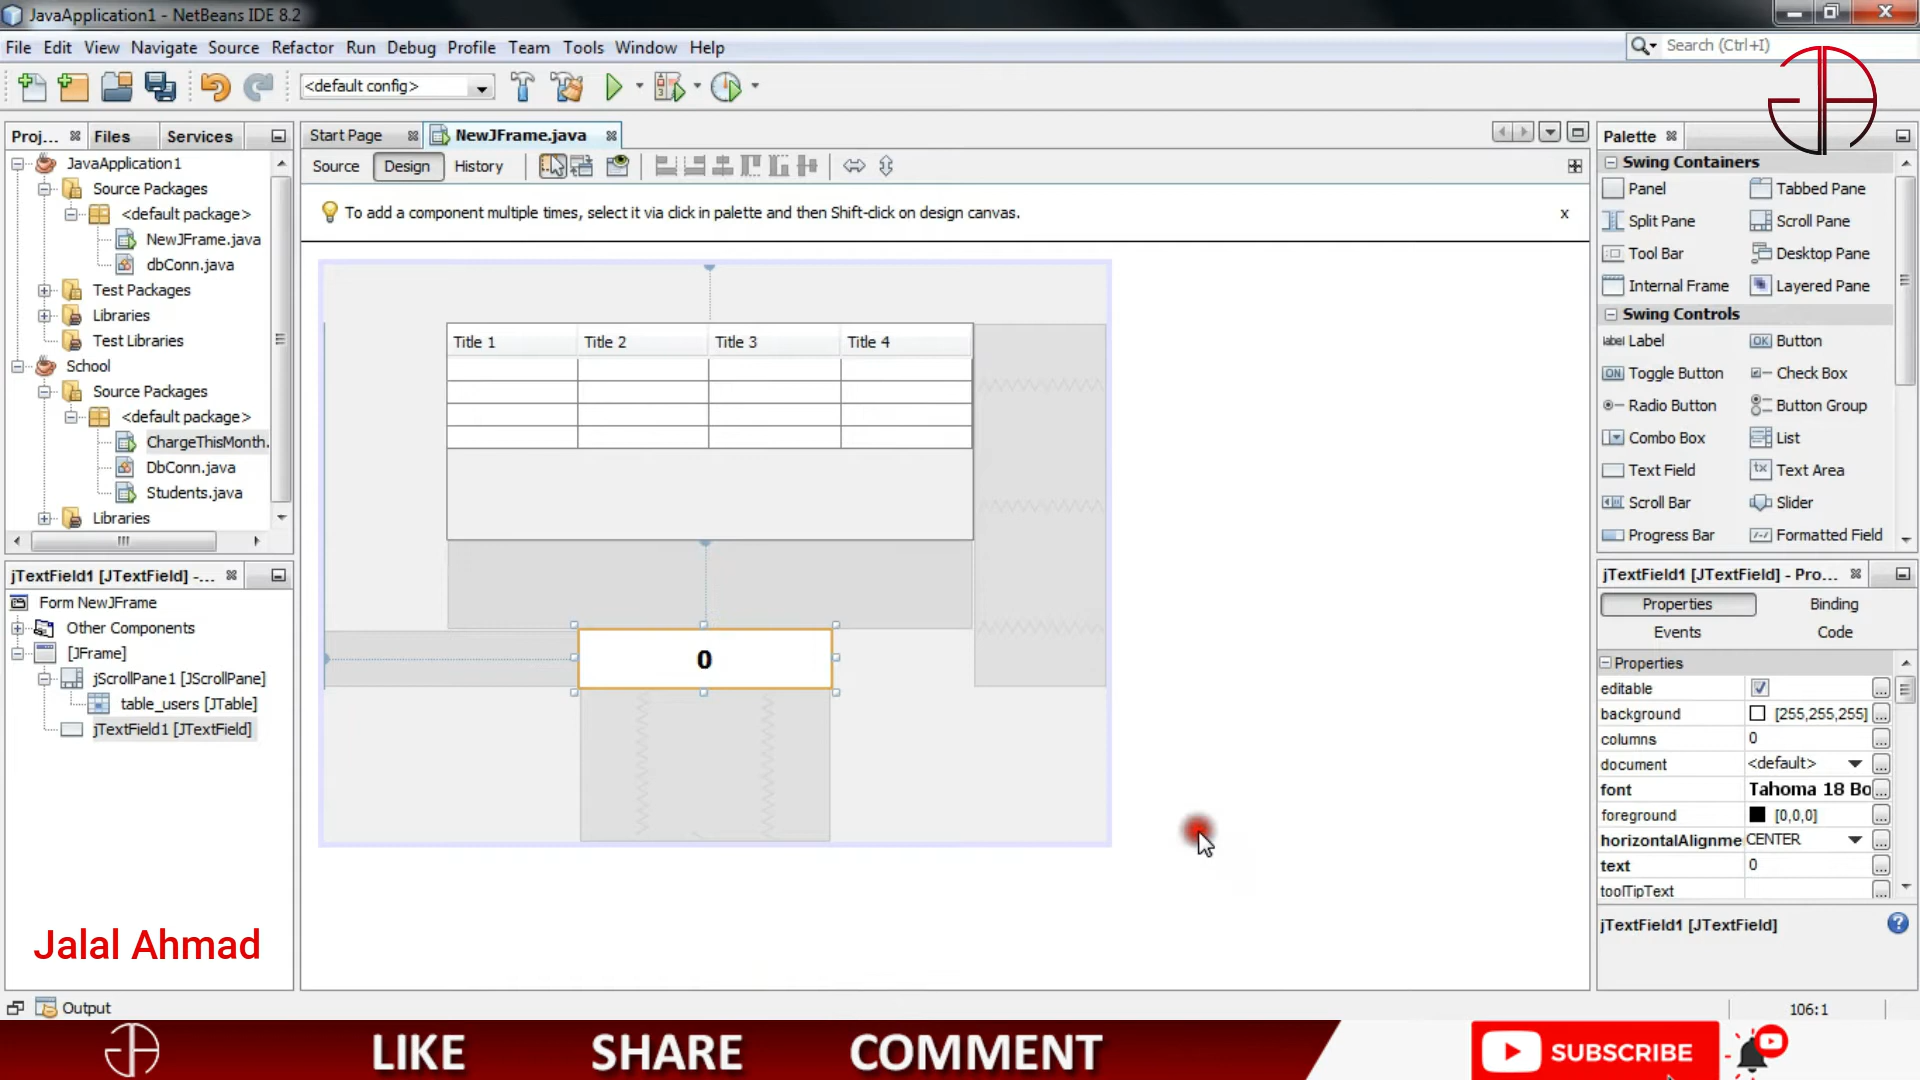 JavaApplication1 - NetBeans IDE 8.2
File Edit View Navigate Source Refactor Run Debug Profile Team Tools Window Help
Search (Ctrl+I)
<default config>
Proj... Files Services
Start Page NewJFrame.java
Palette
Source Design History
To add a component multiple times, select it via click in palette and then Shift-click on design canvas.
x
JavaApplication1
Source Packages
<default package>
NewJFrame.java
dbConn.java
Test Packages
Libraries
Test Libraries
School
Source Packages
<default package>
ChargeThisMonth.
DbConn.java
Students.java
Libraries
jTextField1 [JTextField] -...
Form NewJFrame
Other Components
[JFrame]
jScrollPane1 [JScrollPane]
table_users [JTable]
jTextField1 [JTextField]
Jalal Ahmad
Title 1 Title 2 Title 3 Title 4
0
Swing Containers
Panel Tabbed Pane
Split Pane Scroll Pane
Tool Bar Desktop Pane
Internal Frame Layered Pane
Swing Controls
label Label OK Button
ON Toggle Button Check Box
Radio Button Button Group
Combo Box List
Text Field Text Area
Scroll Bar Slider
Progress Bar Formatted Field
jTextField1 [JTextField] - Pro...
Properties Binding
Events Code
Properties
editable
background [255,255,255] ...
columns 0 ...
document <default> ...
font Tahoma 18 Bo ...
foreground [0,0,0] ...
horizontalAlignme CENTER ...
text 0 ...
toolTipText ...
jTextField1 [JTextField]
Output
106:1
LIKE SHARE COMMENT SUBSCRIBE